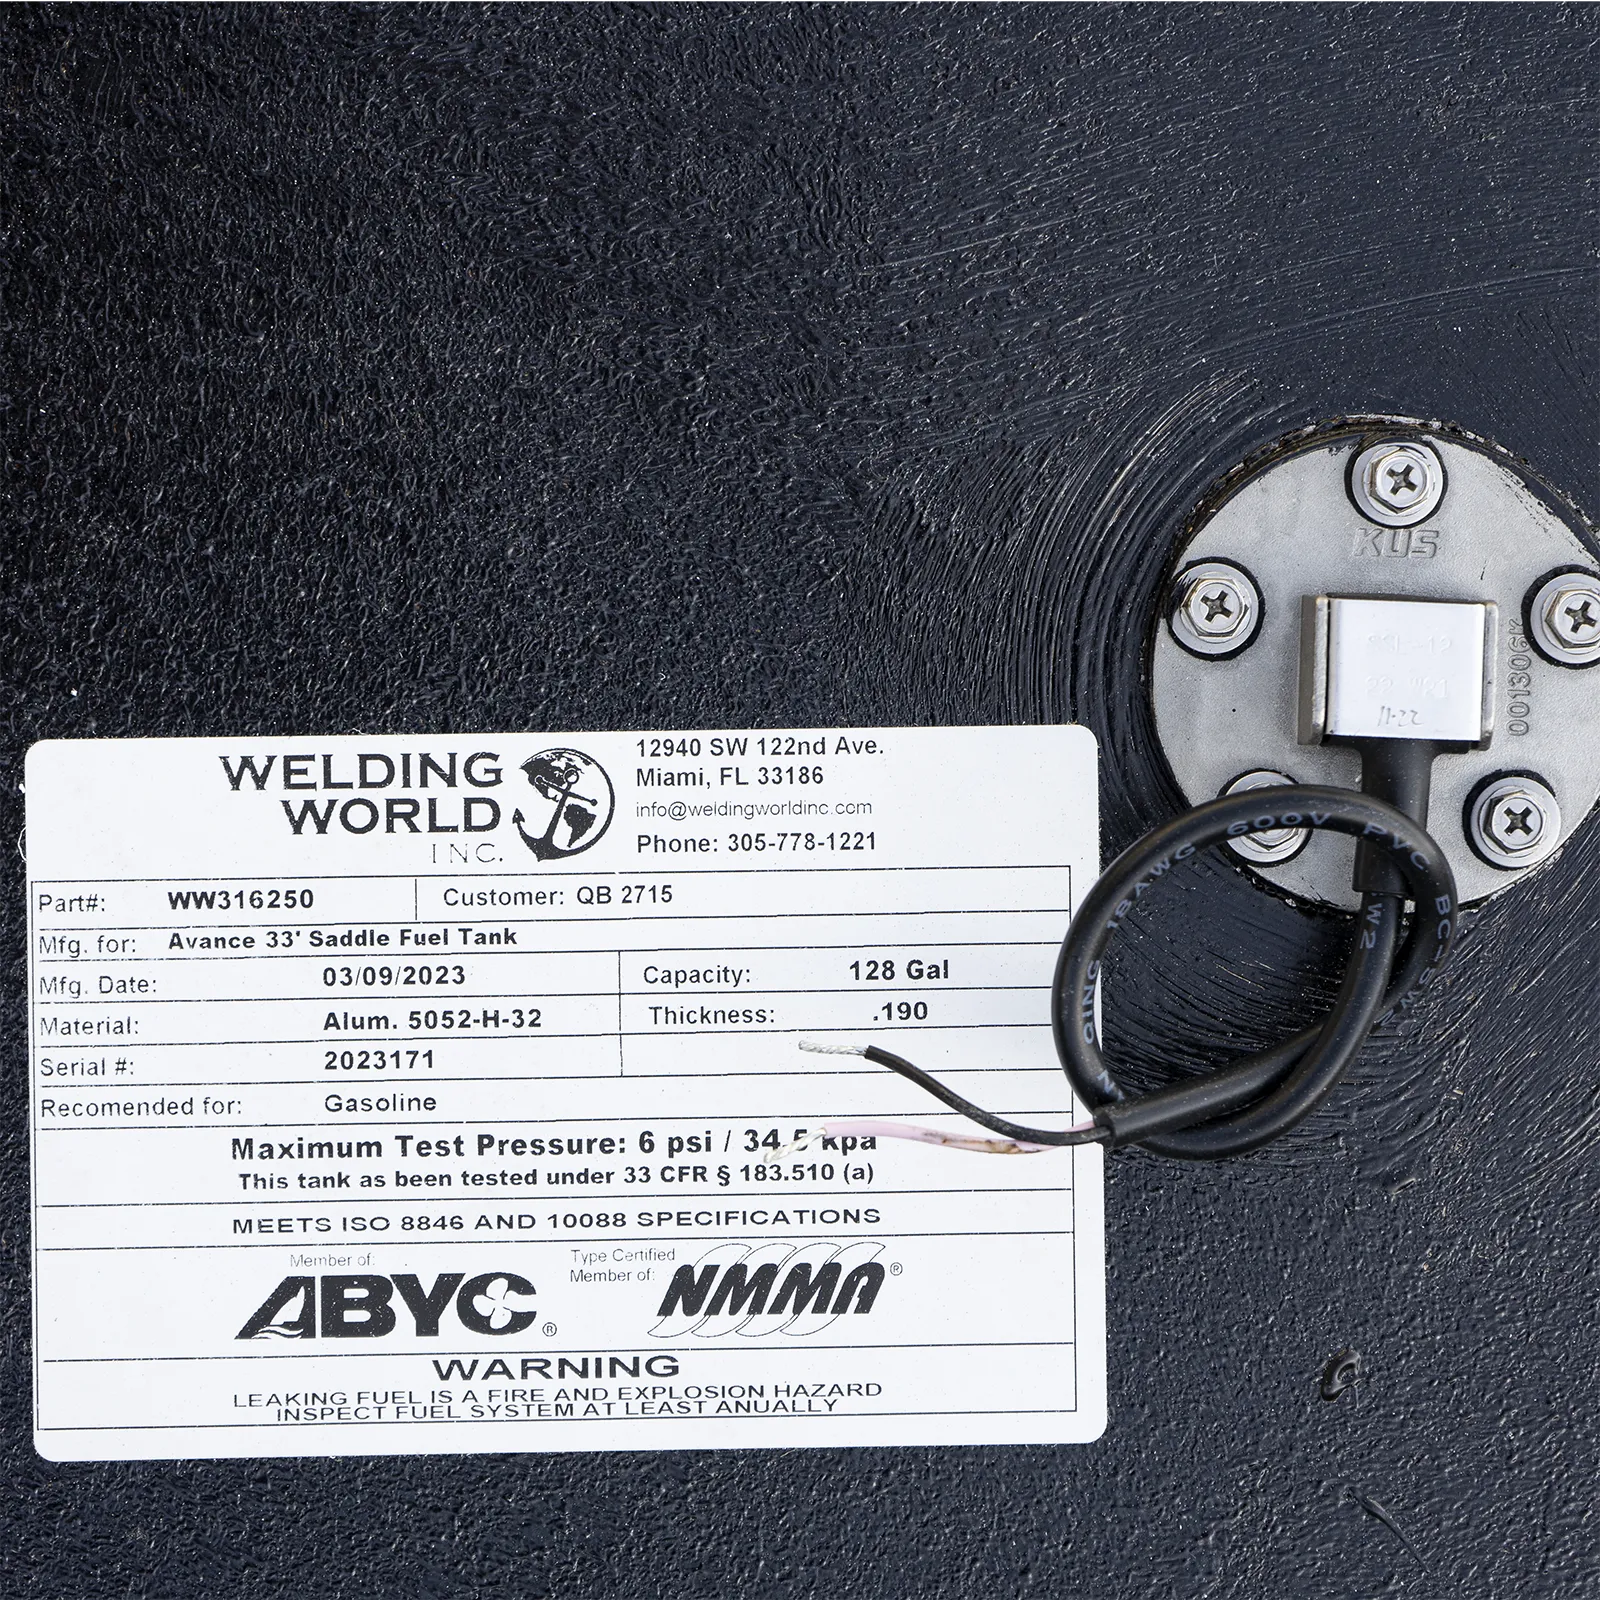 WELDING
WORLD
INC.
12940 SW 122nd Ave.
Miami, FL 33186
info@weldingworldinc.com
Phone: 305-778-1221
Part#: WW316250 Customer: QB 2715
Mfg. for: Avance 33' Saddle Fuel Tank
Mfg. Date: 03/09/2023 Capacity: 128 Gal
Material: Alum. 5052-H-32 Thickness: .190
Serial #: 2023171
Recomended for: Gasoline
Maximum Test Pressure: 6 psi / 34.5 kpa
This tank as been tested under 33 CFR § 183.510 (a)
MEETS ISO 8846 AND 10088 SPECIFICATIONS
Member of:
ABYC®
Type Certified
Member of: NMMA®
WARNING
LEAKING FUEL IS A FIRE AND EXPLOSION HAZARD
INSPECT FUEL SYSTEM AT LEAST ANUALLY
KUS
001306K
11-22
18 AWG 600V PVC BC-5W2